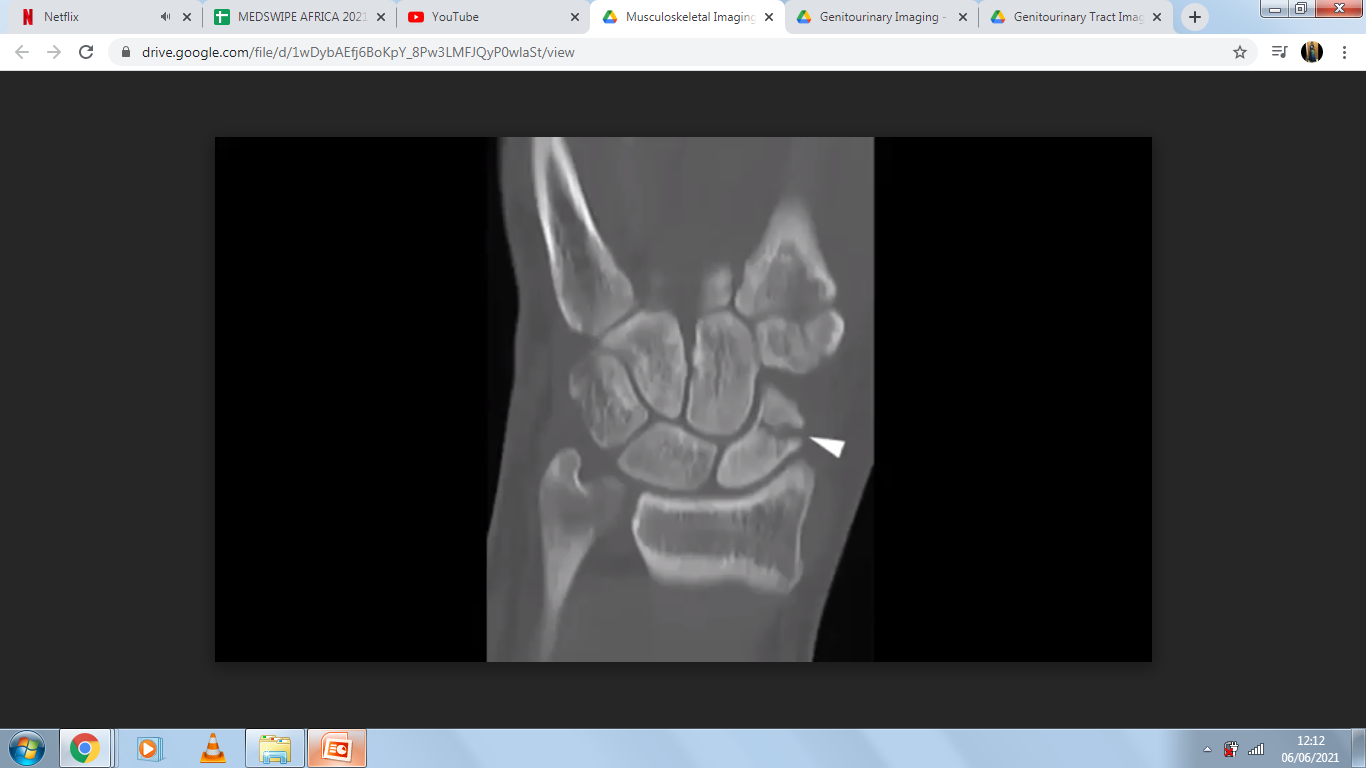 Netflix
MEDSWIPE AFRICA 2021
YouTube
Musculoskeletal Imaging
Genitourinary Imaging -
Genitourinary Tract Imag
drive.google.com/file/d/1wDybAEfj6BoKpY_8Pw3LMFJQyP0wlaSt/view
12:12
06/06/2021